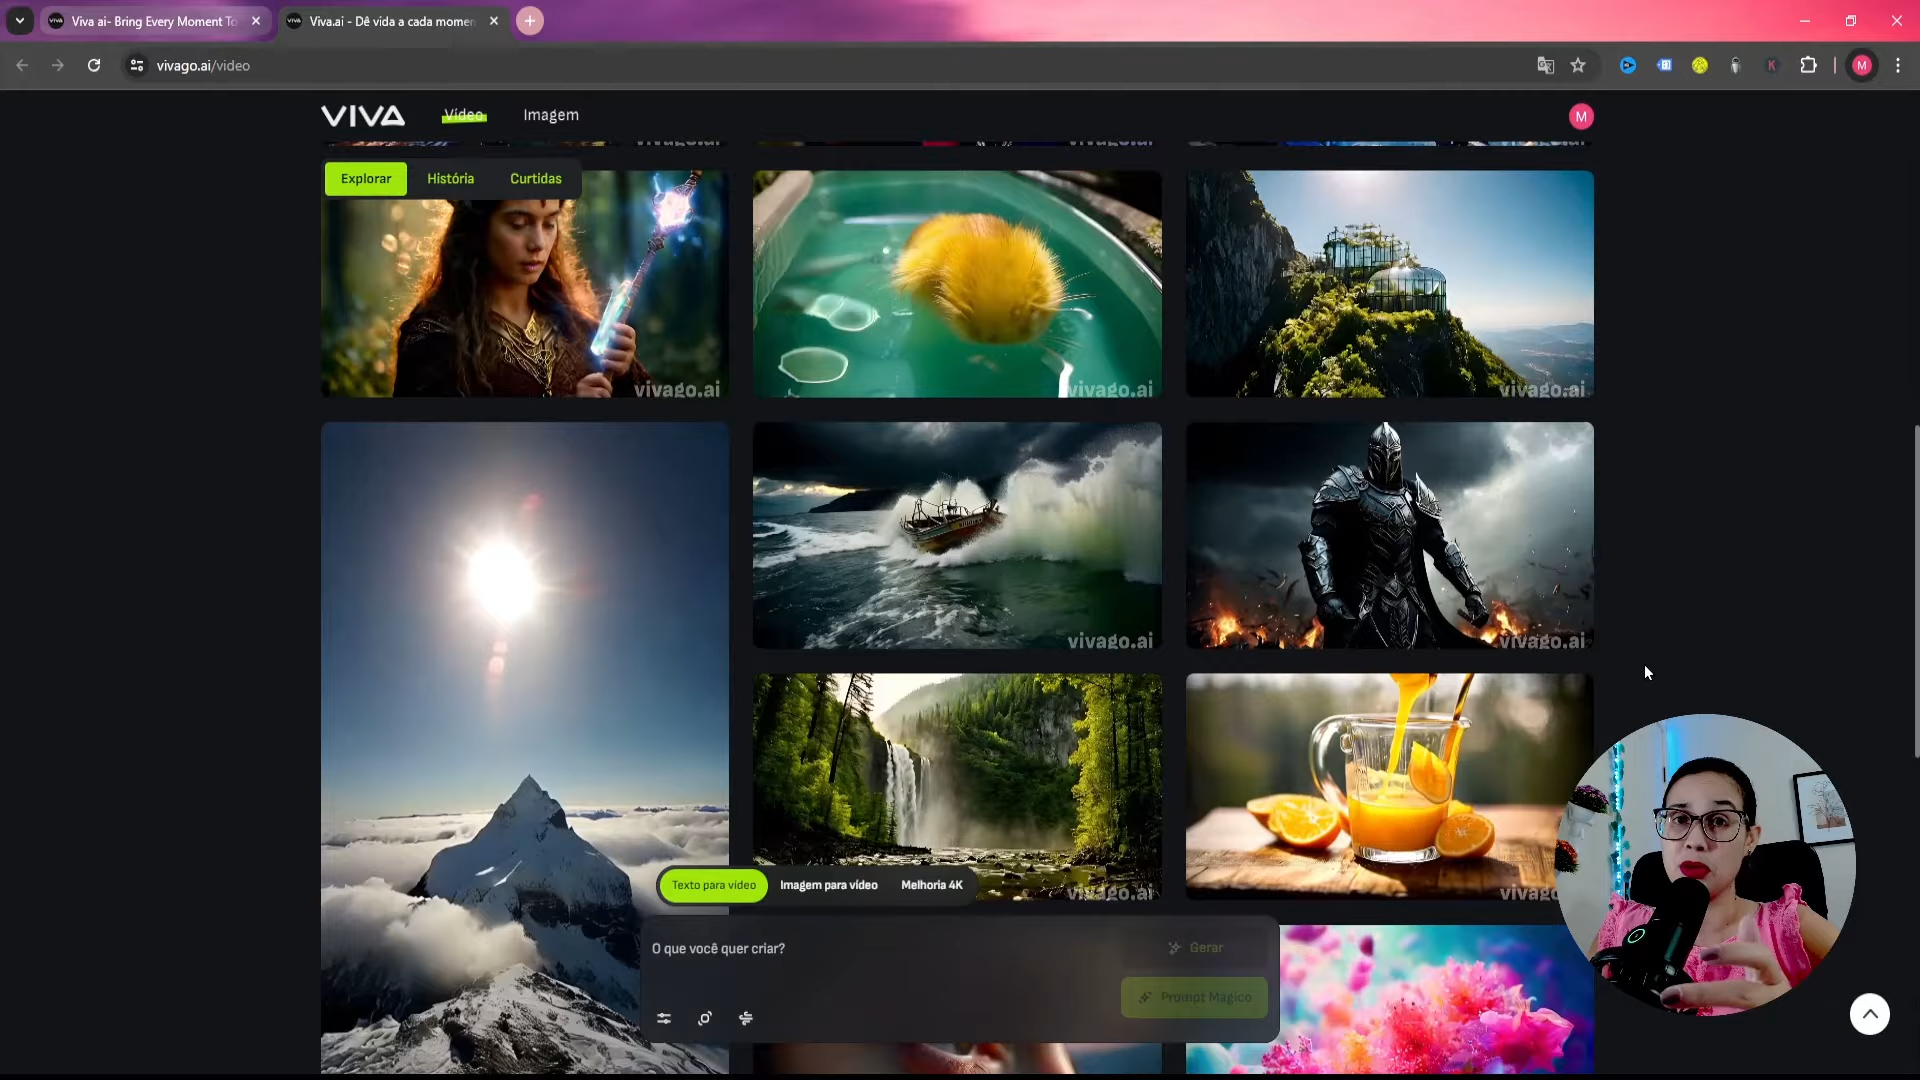 Viva ai- Bring Every Moment To
Viva.ai - Dê vida a cada momen
vivago.ai/video
K
M
VIVA
Vídeo
Imagem
M
Explorar
História
Curtidas
vivago.ai
vivago.ai
vivago.ai
vivago.ai
vivago.ai
vivago.ai
vivago.ai
Texto para vídeo
Imagem para vídeo
Melhoria 4K
O que você quer criar?
Gerar
Prompt Mágico